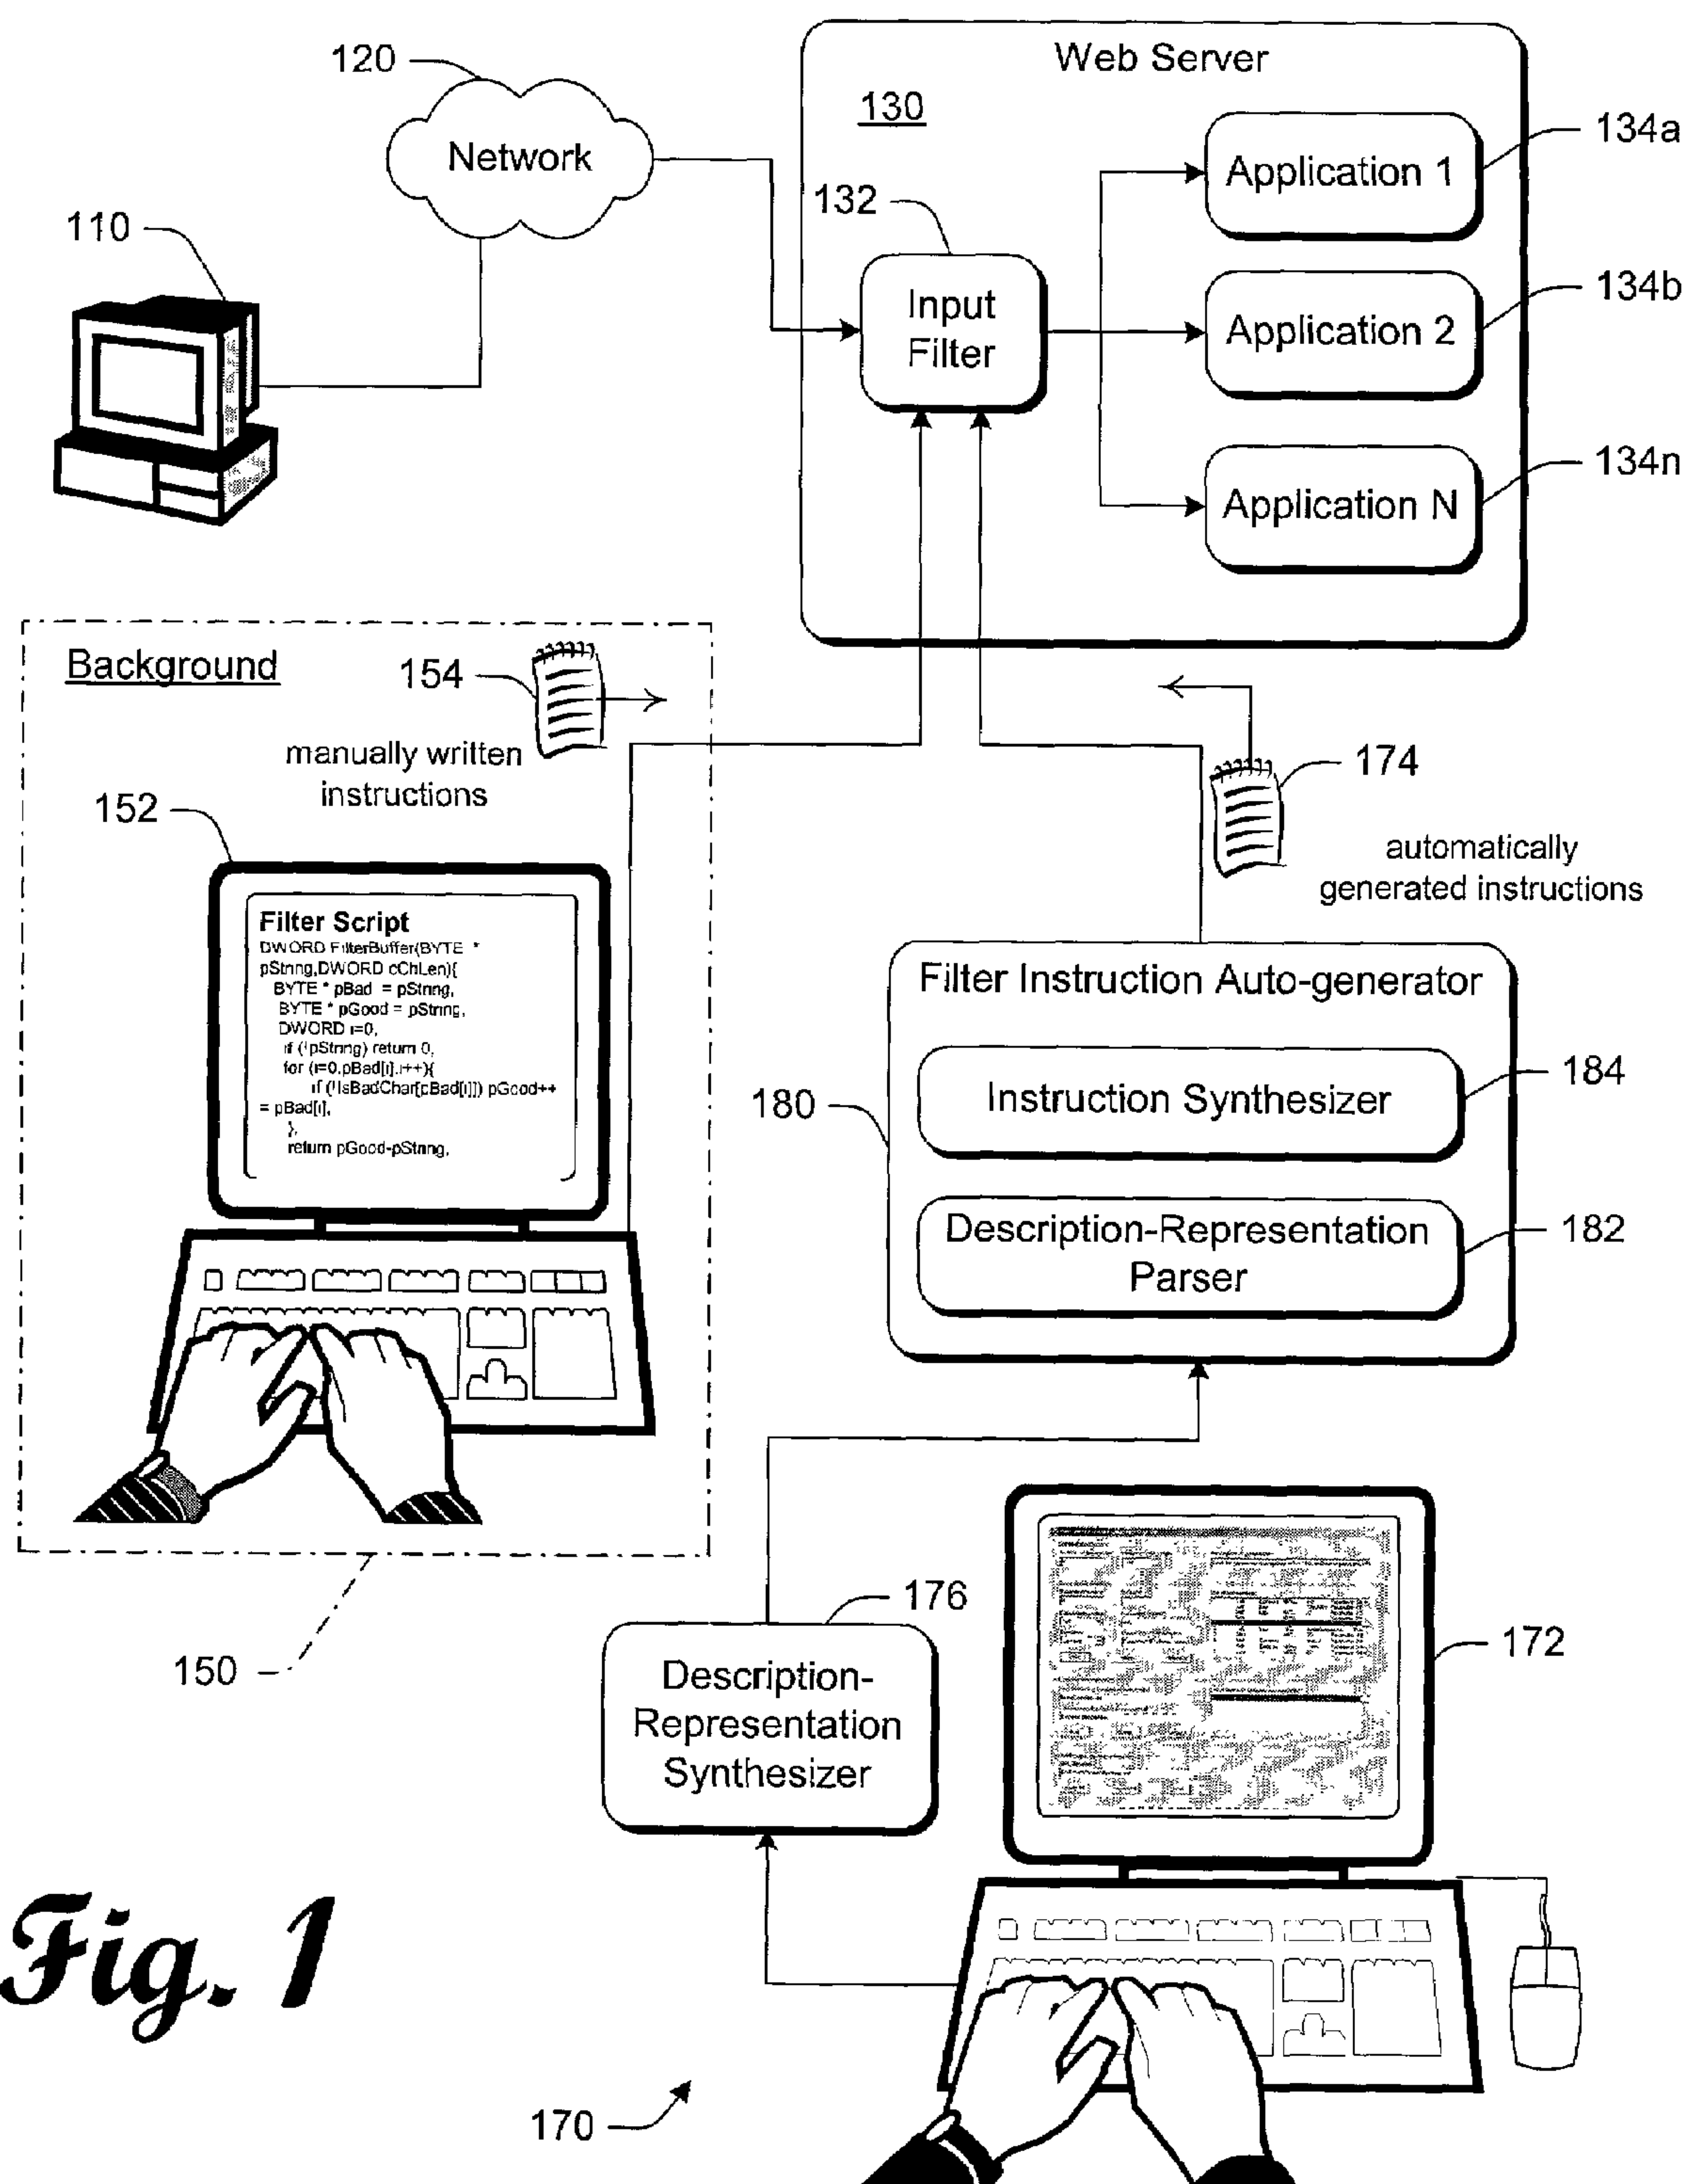 120
Web Server
Network
130
134a
Application 1
132
110
Input
Filter
134b
Application 2
134n
Application N
Background
154
manually written
instructions
174
automatically
generated instructions
152
Filter Script
DWORD FilterBuffer(BYTE *
pString,DWORD cChLen){
BYTE * pBad = pString,
BYTE * pGood = pString,
DWORD i=0,
if (!pString) return 0,
for (i=0,pBad[i],i++){
if (!IsBadChar[pBad[i]]) pGood++
= pBad[i],
},
return pGood-pString,
Filter Instruction Auto-generator
180
Instruction Synthesizer
184
Description-Representation
Parser
182
150
176
Description-
Representation
Synthesizer
172
Fig. 1
170